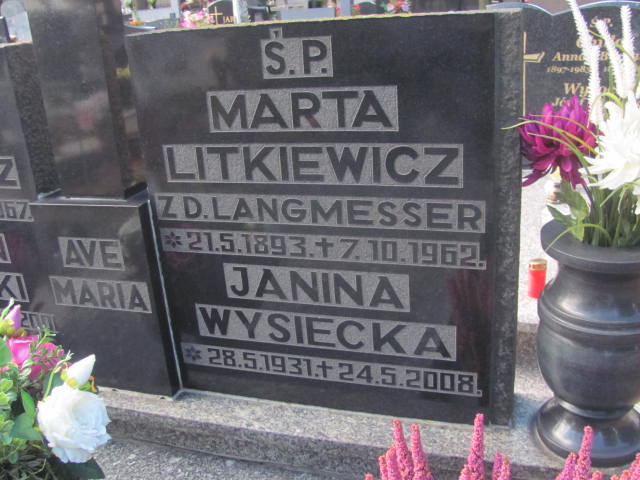 Ś.P.
MARTA
LITKIEWICZ
Z D. LANGMESSER
* 21.5.1893. + 7.10.1962.
JANINA
WYSIECKA
* 28.5.1931. + 24.5.2008.
AVE
MARIA